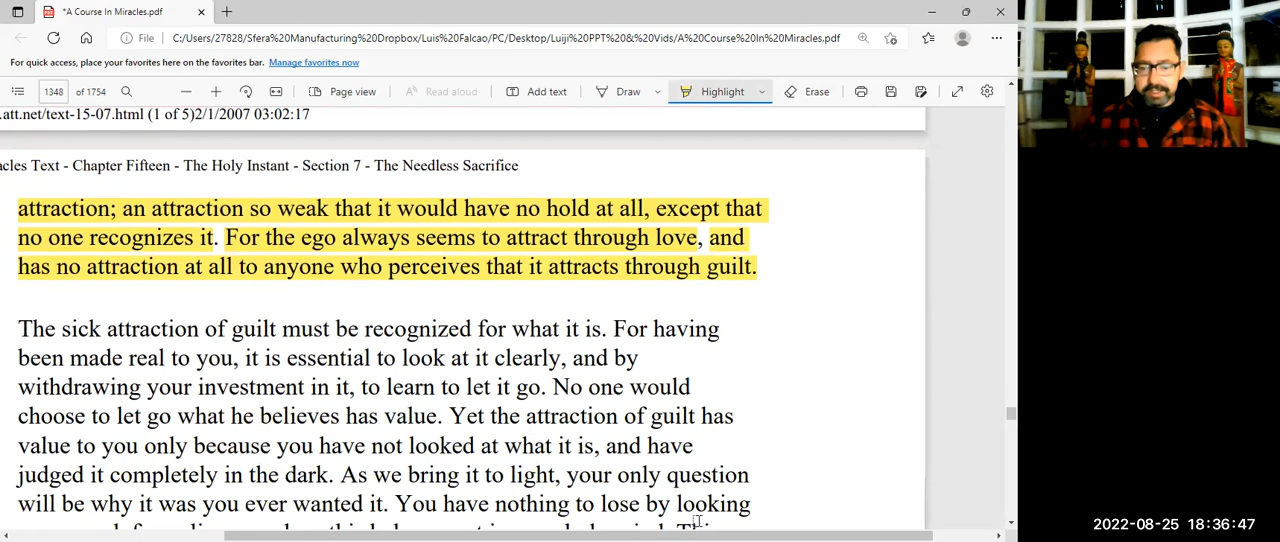 *A Course In Miracles.pdf
File C:/Users/27828/Sfera%20Manufacturing%20Dropbox/Luis%20Falcao/PC/Desktop/Luiji%20PPT%20&%20Vids/A%20Course%20In%20Miracles.pdf
For quick access, place your favorites here on the favorites bar. Manage favorites now
1348 of 1754 Page view Read aloud Add text Draw Highlight Erase
.att.net/text-15-07.html (1 of 5)2/1/2007 03:02:17
acles Text - Chapter Fifteen - The Holy Instant - Section 7 - The Needless Sacrifice
attraction; an attraction so weak that it would have no hold at all, except that
no one recognizes it. For the ego always seems to attract through love, and
has no attraction at all to anyone who perceives that it attracts through guilt.
The sick attraction of guilt must be recognized for what it is. For having
been made real to you, it is essential to look at it clearly, and by
withdrawing your investment in it, to learn to let it go. No one would
choose to let go what he believes has value. Yet the attraction of guilt has
value to you only because you have not looked at what it is, and have
judged it completely in the dark. As we bring it to light, your only question
will be why it was you ever wanted it. You have nothing to lose by looking
2022-08-25 18:36:47